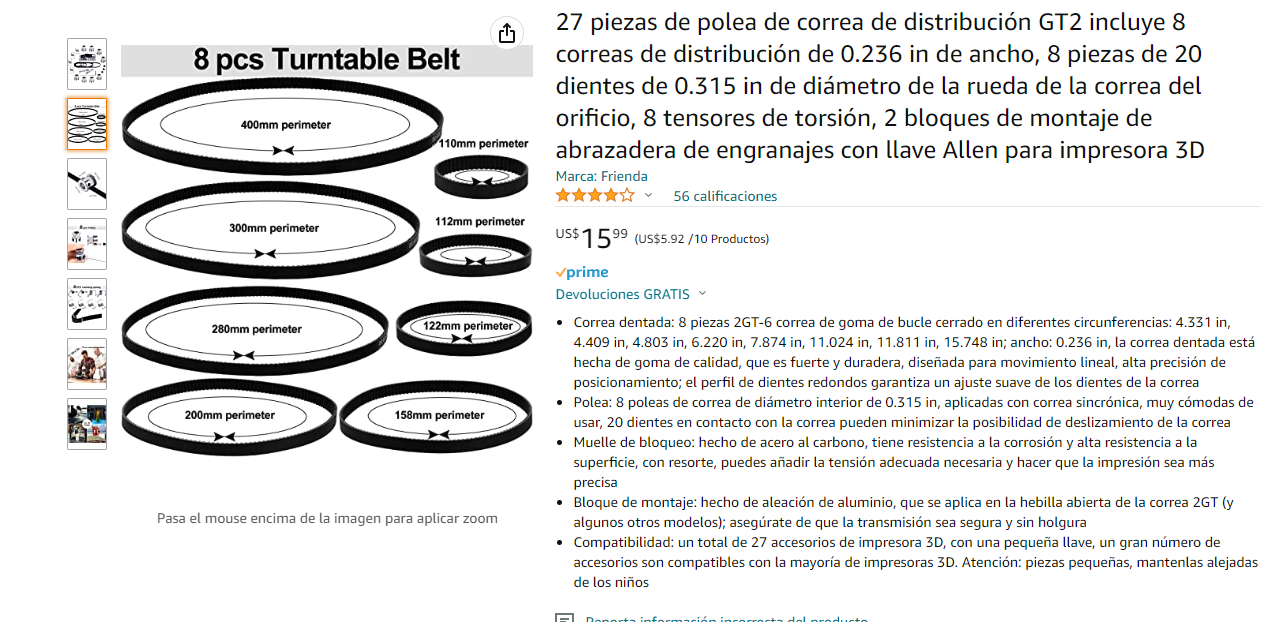 8 pcs Turntable Belt
400mm perimeter
110mm perimeter
300mm perimeter
112mm perimeter
280mm perimeter
122mm perimeter
200mm perimeter
158mm perimeter
Pasa el mouse encima de la imagen para aplicar zoom
27 piezas de polea de correa de distribución GT2 incluye 8
correas de distribución de 0.236 in de ancho, 8 piezas de 20
dientes de 0.315 in de diámetro de la rueda de la correa del
orificio, 8 tensores de torsión, 2 bloques de montaje de
abrazadera de engranajes con llave Allen para impresora 3D
Marca: Frienda
56 calificaciones
US$15.99 (US$5.92 /10 Productos)
prime
Devoluciones GRATIS
• Correa dentada: 8 piezas 2GT-6 correa de goma de bucle cerrado en diferentes circunferencias: 4.331 in,
4.409 in, 4.803 in, 6.220 in, 7.874 in, 11.024 in, 11.811 in, 15.748 in; ancho: 0.236 in, la correa dentada está
hecha de goma de calidad, que es fuerte y duradera, diseñada para movimiento lineal, alta precisión de
posicionamiento; el perfil de dientes redondos garantiza un ajuste suave de los dientes de la correa
• Polea: 8 poleas de correa de diámetro interior de 0.315 in, aplicadas con correa sincrónica, muy cómodas de
usar, 20 dientes en contacto con la correa pueden minimizar la posibilidad de deslizamiento de la correa
• Muelle de bloqueo: hecho de acero al carbono, tiene resistencia a la corrosión y alta resistencia a la
superficie, con resorte, puedes añadir la tensión adecuada necesaria y hacer que la impresión sea más
precisa
• Bloque de montaje: hecho de aleación de aluminio, que se aplica en la hebilla abierta de la correa 2GT (y
algunos otros modelos); asegúrate de que la transmisión sea segura y sin holgura
• Compatibilidad: un total de 27 accesorios de impresora 3D, con una pequeña llave, un gran número de
accesorios son compatibles con la mayoría de impresoras 3D. Atención: piezas pequeñas, mantenlas alejadas
de los niños
Reporta información incorrecta del producto